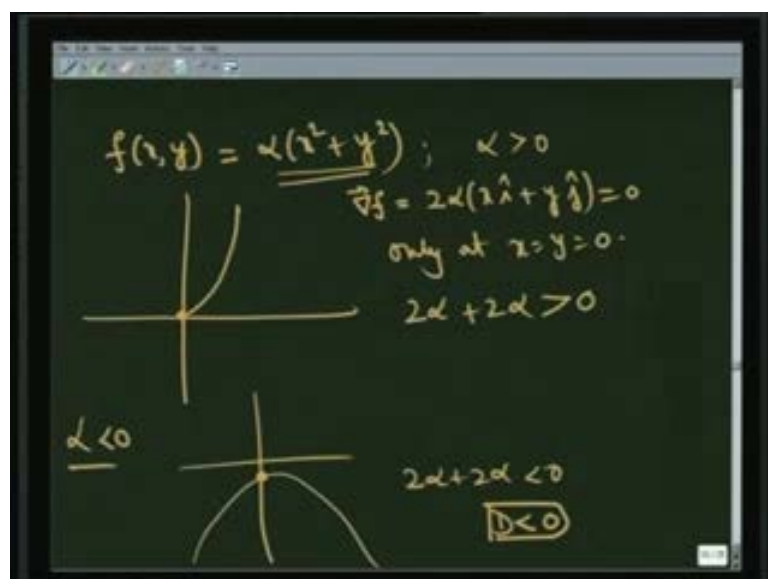 f(x,y) = α(x² + y²) ; α > 0
∇⃗f = 2α(x x̂ + y ŷ) = 0
only at x = y = 0.
2α + 2α > 0
α < 0
2α + 2α < 0
D < 0